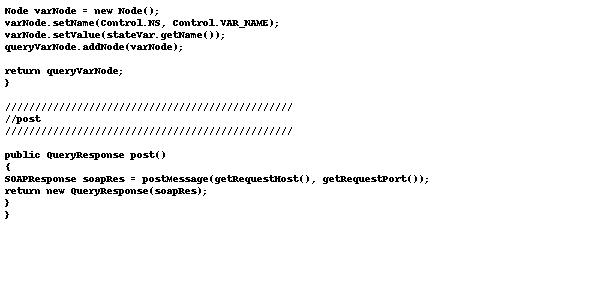 Node varNode = new Node();
varNode.setName(Control.NS, Control.VAR_NAME);
varNode.setValue(stateVar.getName());
queryVarNode.addNode(varNode);

return queryVarNode;
}

////////////////////////////////////////////////
//post
////////////////////////////////////////////////

public QueryResponse post()
{
SOAPResponse soapRes = postMessage(getRequestHost(), getRequestPort());
return new QueryResponse(soapRes);
}
}